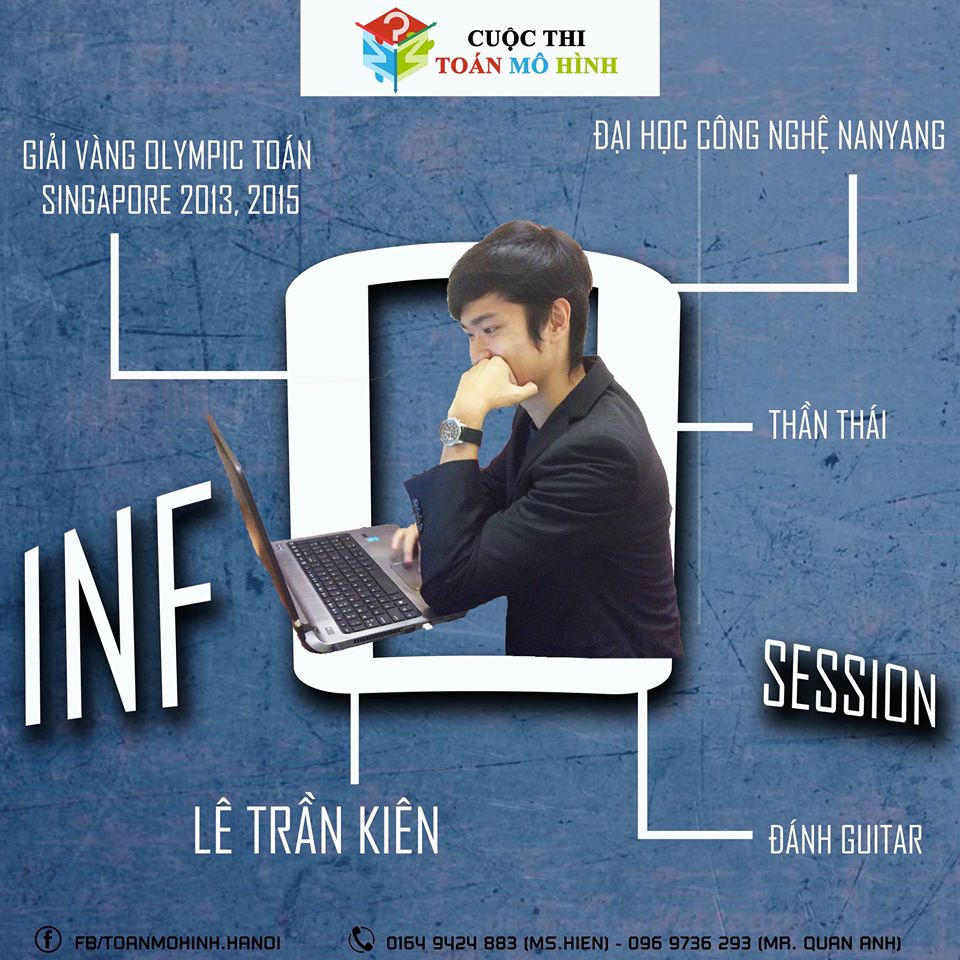 CUỘC THI
TOÁN MÔ HÌNH
GIẢI VÀNG OLYMPIC TOÁN
SINGAPORE 2013, 2015
ĐẠI HỌC CÔNG NGHỆ NANYANG
THẦN THÁI
INFO
SESSION
LÊ TRẦN KIÊN
ĐÁNH GUITAR
FB/TOANMOHINH.HANOI
0164 9424 883 (MS.HIEN) - 096 9736 293 (MR. QUAN ANH)